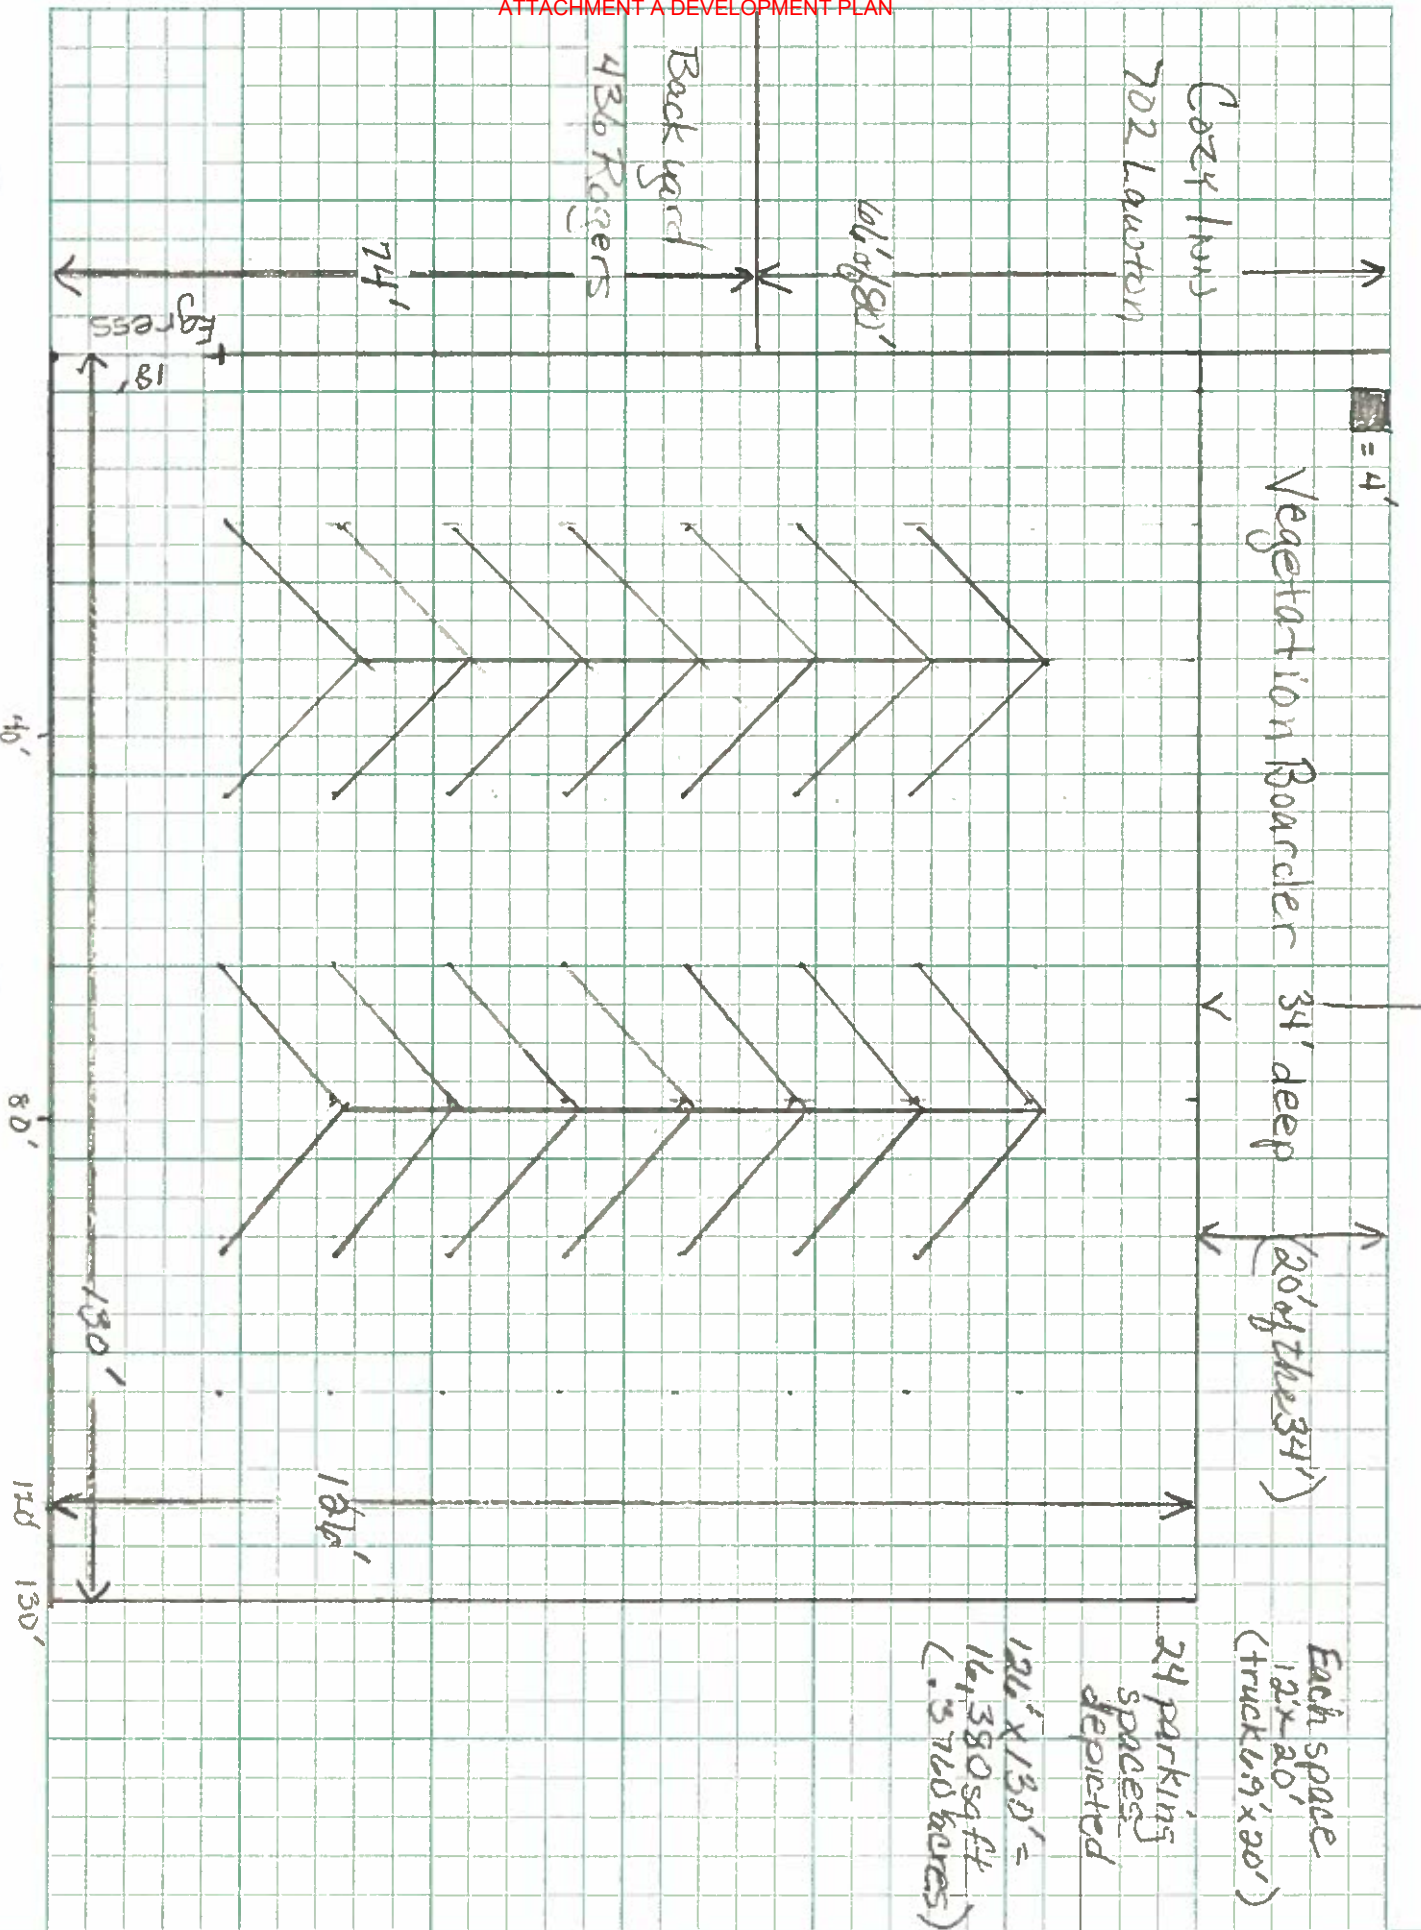 ATTACHMENT A DEVELOPMENT PLAN
Cozy Inn
702 Lawton
66' of 80'
Back yard
436 Rogers
74'
Egress
18'
= 4'
Vegetation Boarder 34' deep (20' of the 34')
40'
80'
120'
130'
130'
126'
Each space
12' x 20'
(truck 6.9' x 20')
24 parking
spaces
depicted
126' x 130' =
16,380 sq ft
(.3760 acres)